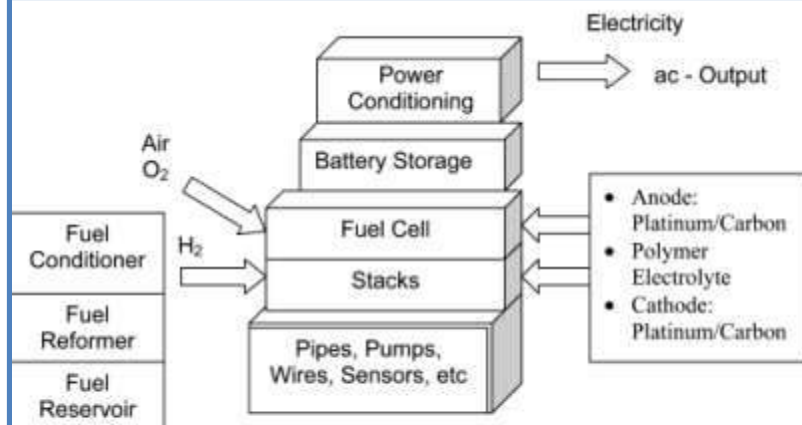 Electricity
ac - Output
Power
Conditioning
Battery Storage
Air
O₂
Fuel Cell
Stacks
Pipes, Pumps,
Wires, Sensors, etc
H₂
Fuel
Conditioner
Fuel
Reformer
Fuel
Reservoir
• Anode:
Platinum/Carbon
• Polymer
Electrolyte
• Cathode:
Platinum/Carbon